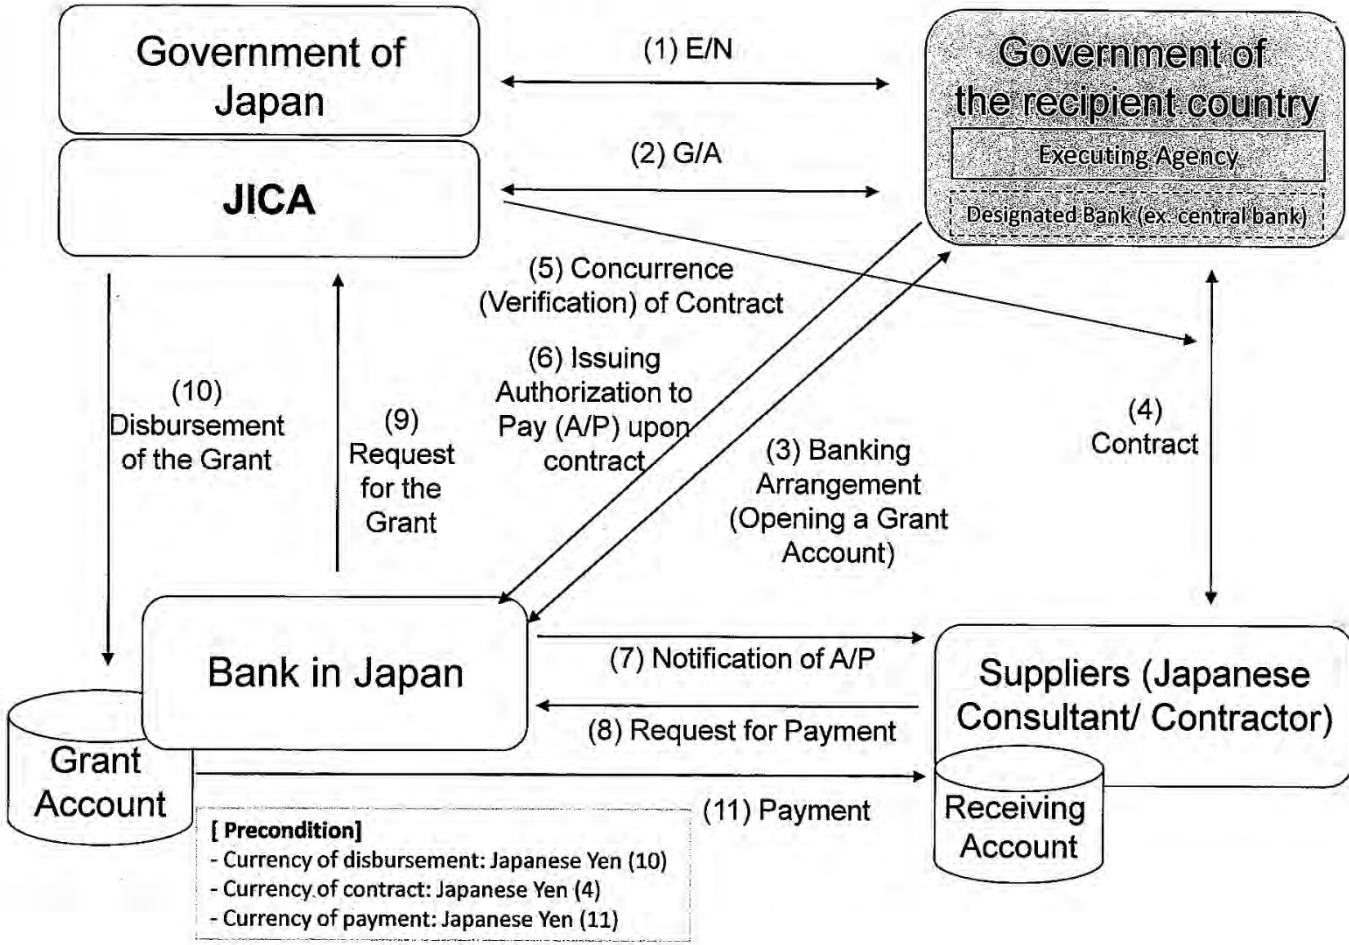 Government of
Japan
JICA
(1) E/N
(2) G/A
Government of
the recipient country
Executing Agency
Designated Bank (ex. central bank)
(5) Concurrence
(Verification) of Contract
(6) Issuing
Authorization to
Pay (A/P) upon
contract
(10)
Disbursement
of the Grant
(9)
Request
for the
Grant
(3) Banking
Arrangement
(Opening a Grant
Account)
(4)
Contract
Bank in Japan
(7) Notification of A/P
(8) Request for Payment
Suppliers (Japanese
Consultant/ Contractor)
Grant
Account
(11) Payment
Receiving
Account
[ Precondition]
- Currency of disbursement: Japanese Yen (10)
- Currency of contract: Japanese Yen (4)
- Currency of payment: Japanese Yen (11)